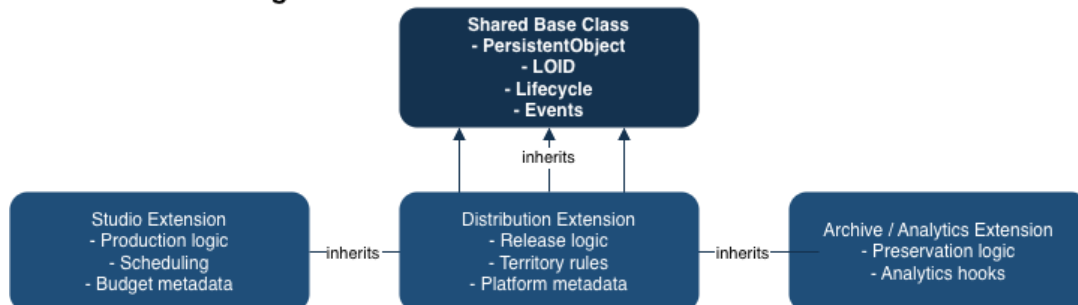 Shared Base Class
- PersistentObject
- LOID
- Lifecycle
- Events
inherits
Studio Extension
- Production logic
- Scheduling
- Budget metadata
inherits
Distribution Extension
- Release logic
- Territory rules
- Platform metadata
inherits
Archive / Analytics Extension
- Preservation logic
- Analytics hooks